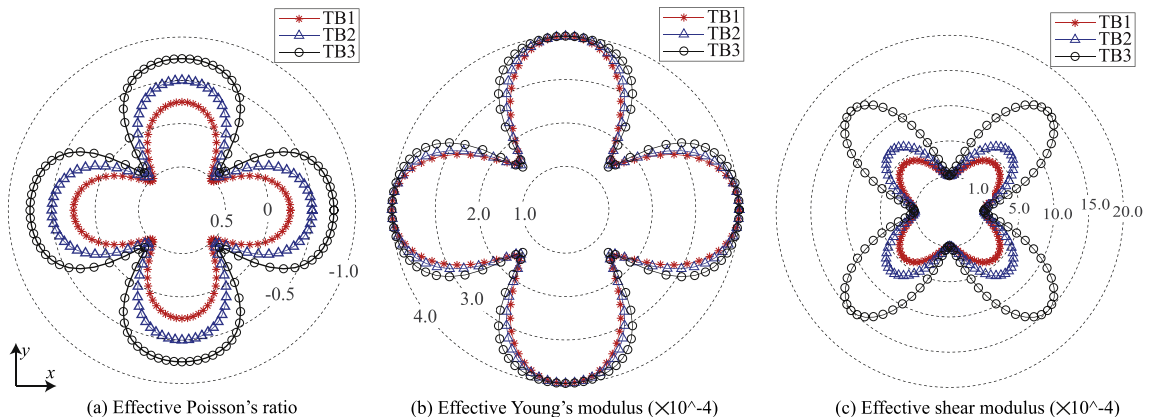 TB1
TB2
TB3
0.5
0
-0.5
-1.0
y
x
(a) Effective Poisson's ratio
TB1
TB2
TB3
2.0
1.0
3.0
4.0
(b) Effective Young's modulus (×10^-4)
TB1
TB2
TB3
1.0
5.0
10.0
15.0
20.0
(c) Effective shear modulus (×10^-4)